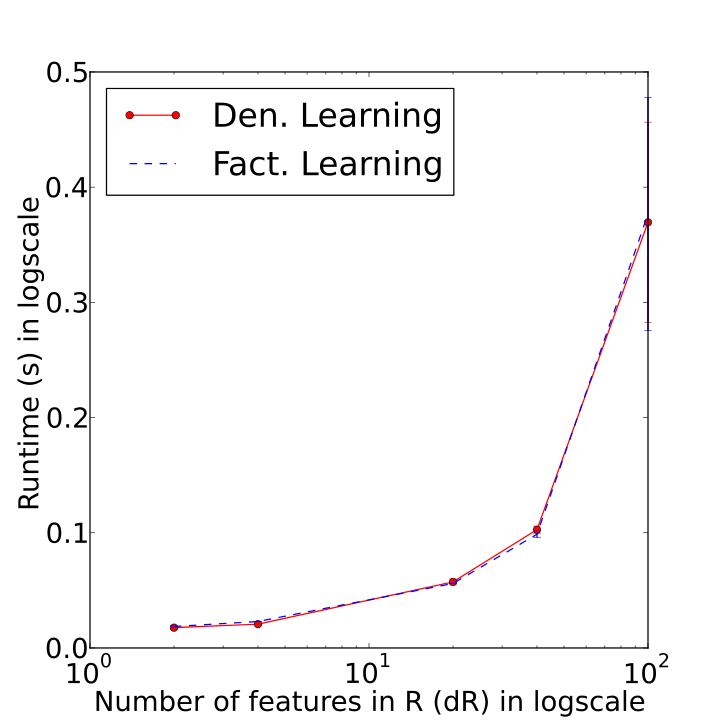 Den. Learning
Fact. Learning
0.5
0.4
0.3
0.2
0.1
0.0
Runtime (s) in logscale
10^0 10^1 10^2
Number of features in R (dR) in logscale